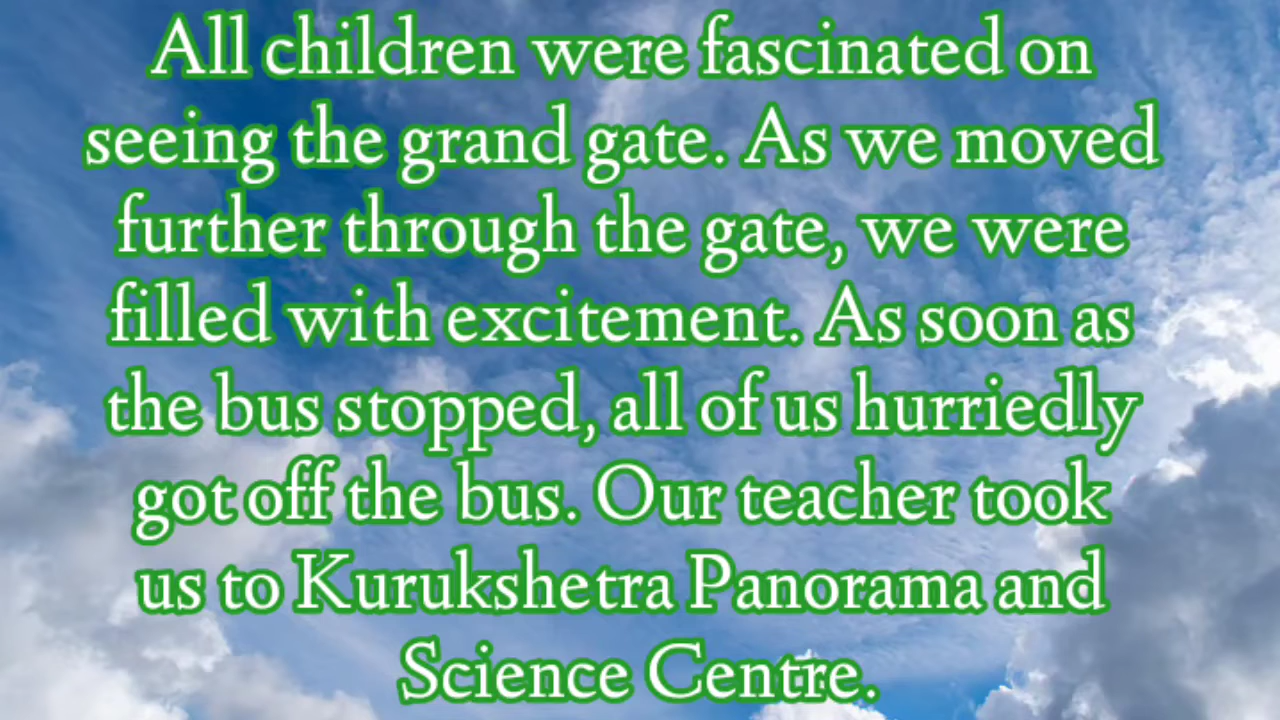 All children were fascinated on
seeing the grand gate. As we moved
further through the gate, we were
filled with excitement. As soon as
the bus stopped, all of us hurriedly
got off the bus. Our teacher took
us to Kurukshetra Panorama and
Science Centre.